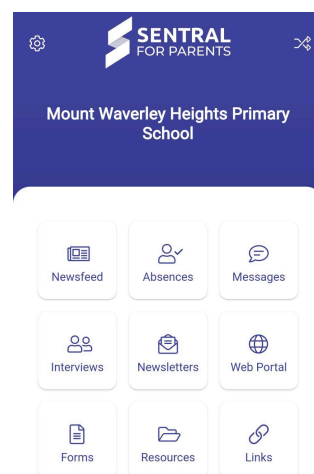 SENTRAL
FOR PARENTS
Mount Waverley Heights Primary
School
Newsfeed
Absences
Messages
Interviews
Newsletters
Web Portal
Forms
Resources
Links